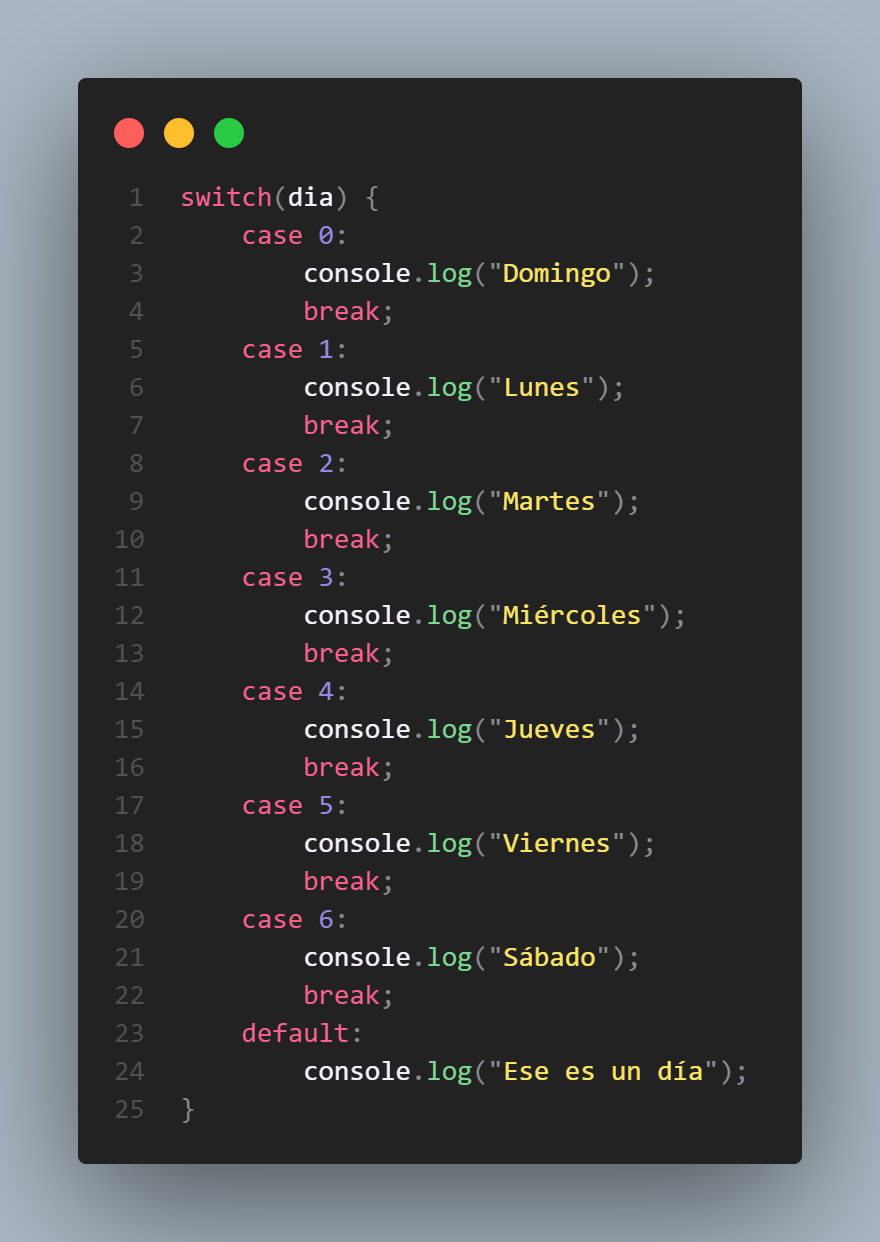 1 switch(dia) {
2     case 0:
3         console.log("Domingo");
4         break;
5     case 1:
6         console.log("Lunes");
7         break;
8     case 2:
9         console.log("Martes");
10         break;
11     case 3:
12         console.log("Miércoles");
13         break;
14     case 4:
15         console.log("Jueves");
16         break;
17     case 5:
18         console.log("Viernes");
19         break;
20     case 6:
21         console.log("Sábado");
22         break;
23     default:
24         console.log("Ese es un día");
25 }